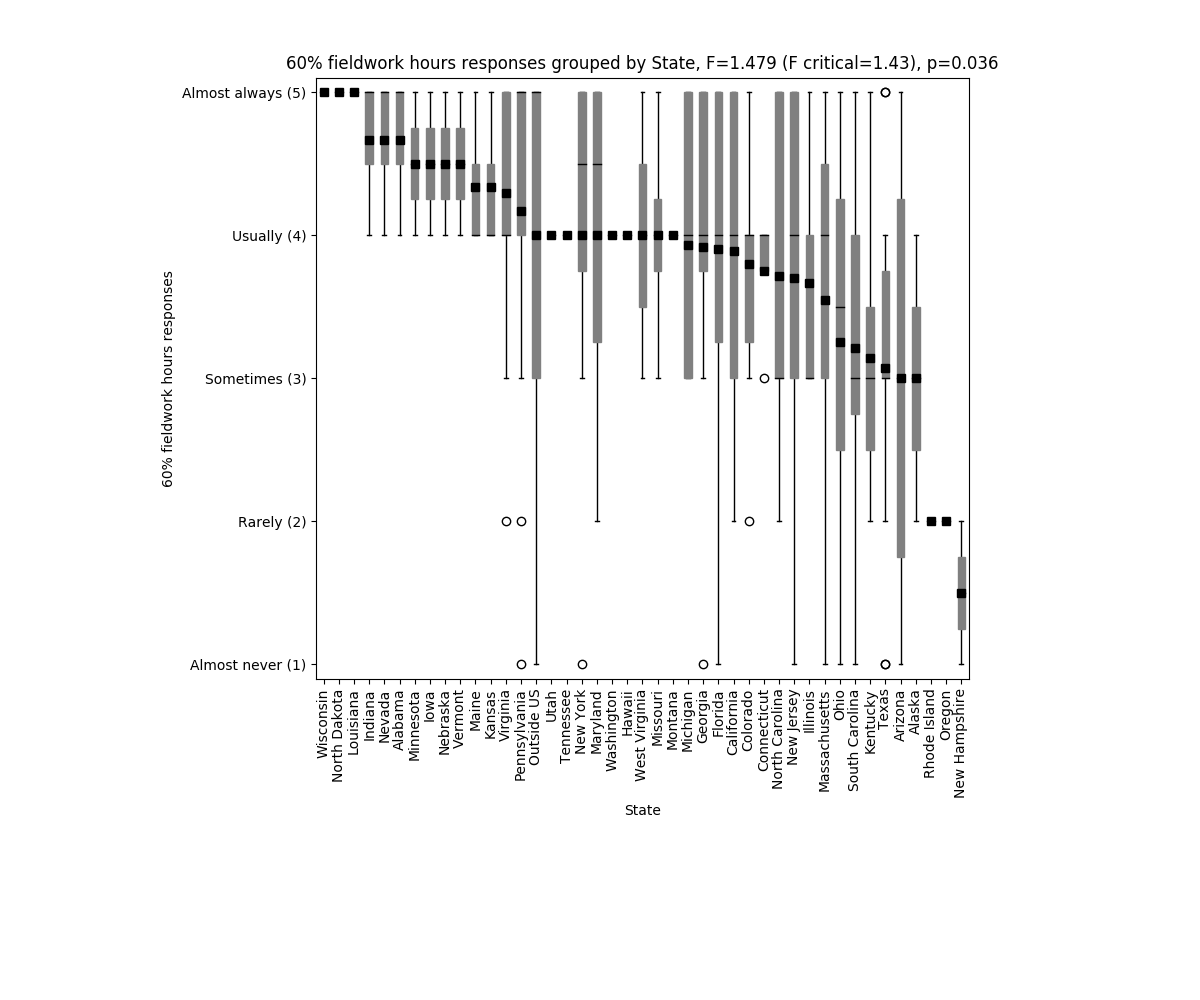 60% fieldwork hours responses grouped by State, F=1.479 (F critical=1.43), p=0.036
Almost always (5)
Usually (4)
Sometimes (3)
Rarely (2)
Almost never (1)
60% fieldwork hours responses
Wisconsin
North Dakota
Louisiana
Indiana
Nevada
Alabama
Minnesota
Iowa
Nebraska
Vermont
Maine
Kansas
Virginia
Pennsylvania
Outside US
Utah
Tennessee
New York
Maryland
Washington
Hawaii
West Virginia
Missouri
Montana
Michigan
Georgia
Florida
California
Colorado
Connecticut
North Carolina
New Jersey
Illinois
Massachusetts
Ohio
South Carolina
Kentucky
Texas
Arizona
Alaska
Rhode Island
Oregon
New Hampshire
State